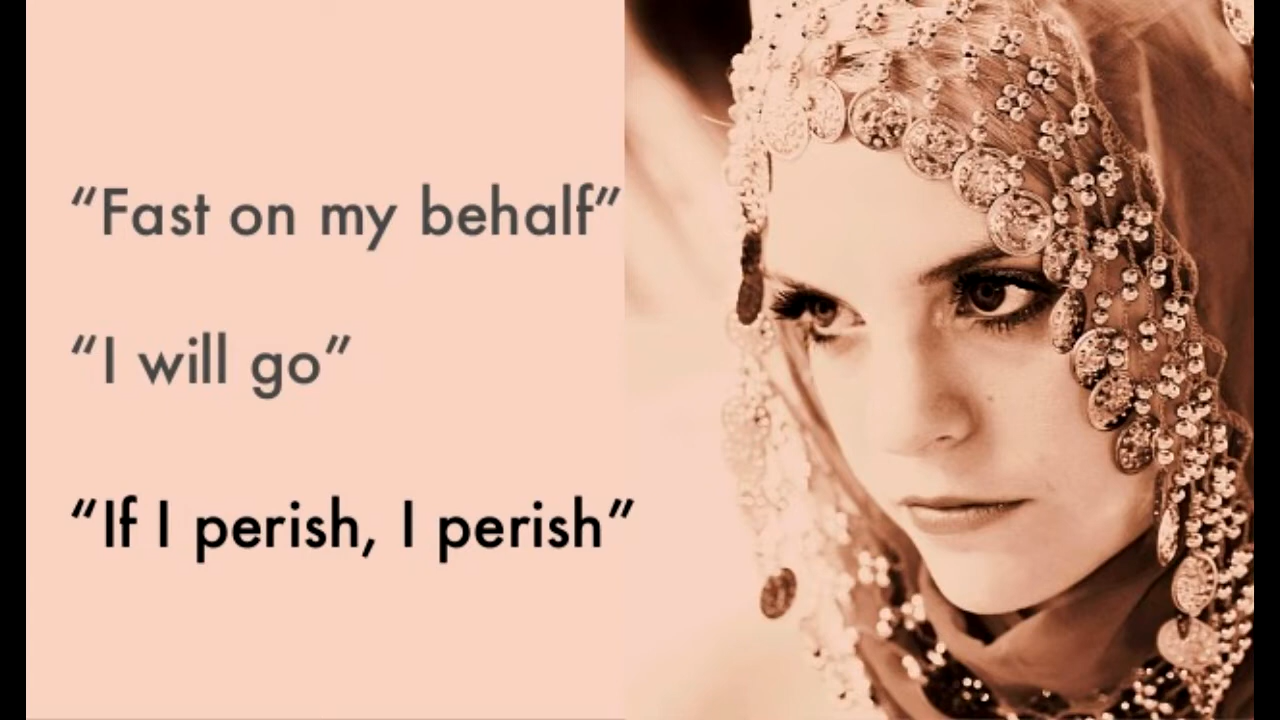 “Fast on my behalf”
“I will go”
“If I perish, I perish”